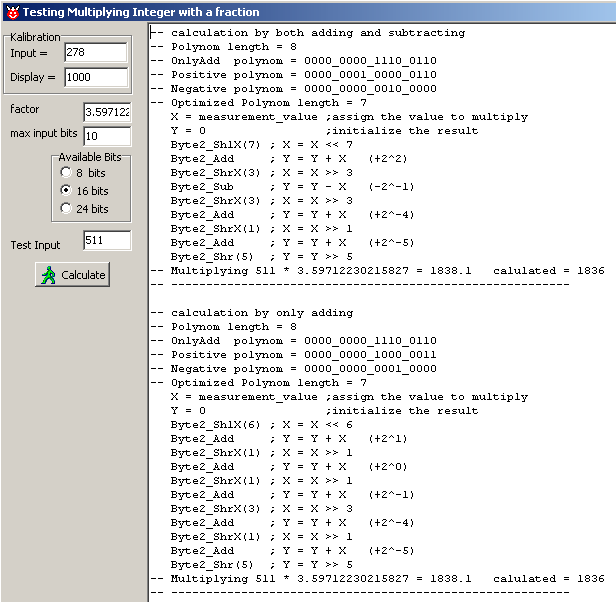 Testing Multiplying Integer with a fraction
Kalibration
Input = 278
Display = 1000
factor 3.597122
max input bits 10
Available Bits
8 bits
16 bits
24 bits
Test Input 511
Calculate
-- calculation by both adding and subtracting
-- Polynom length = 8
-- OnlyAdd  polynom = 0000_0000_1110_0110
-- Positive polynom = 0000_0001_0000_0110
-- Negative polynom = 0000_0000_0010_0000
-- Optimized Polynom length = 7
   X = measurement_value ;assign the value to multiply
   Y = 0                 ;initialize the result
   Byte2_ShlX(7) ; X = X << 7
   Byte2_Add     ; Y = Y + X   (+2^2)
   Byte2_ShrX(3) ; X = X >> 3
   Byte2_Sub     ; Y = Y - X   (-2^-1)
   Byte2_ShrX(3) ; X = X >> 3
   Byte2_Add     ; Y = Y + X   (+2^-4)
   Byte2_ShrX(1) ; X = X >> 1
   Byte2_Add     ; Y = Y + X   (+2^-5)
   Byte2_Shr(5)  ; Y = Y >> 5
-- Multiplying 511 * 3.59712230215827 = 1838.1   calulated = 1836
-- ---------------------------------------------------------
-- calculation by only adding
-- Polynom length = 8
-- OnlyAdd  polynom = 0000_0000_1110_0110
-- Positive polynom = 0000_0000_1000_0011
-- Negative polynom = 0000_0000_0001_0000
-- Optimized Polynom length = 7
   X = measurement_value ;assign the value to multiply
   Y = 0                 ;initialize the result
   Byte2_ShlX(6) ; X = X << 6
   Byte2_Add     ; Y = Y + X   (+2^1)
   Byte2_ShrX(1) ; X = X >> 1
   Byte2_Add     ; Y = Y + X   (+2^0)
   Byte2_ShrX(1) ; X = X >> 1
   Byte2_Add     ; Y = Y + X   (+2^-1)
   Byte2_ShrX(3) ; X = X >> 3
   Byte2_Add     ; Y = Y + X   (+2^-4)
   Byte2_ShrX(1) ; X = X >> 1
   Byte2_Add     ; Y = Y + X   (+2^-5)
   Byte2_Shr(5)  ; Y = Y >> 5
-- Multiplying 511 * 3.59712230215827 = 1838.1   calulated = 1836
-- ---------------------------------------------------------